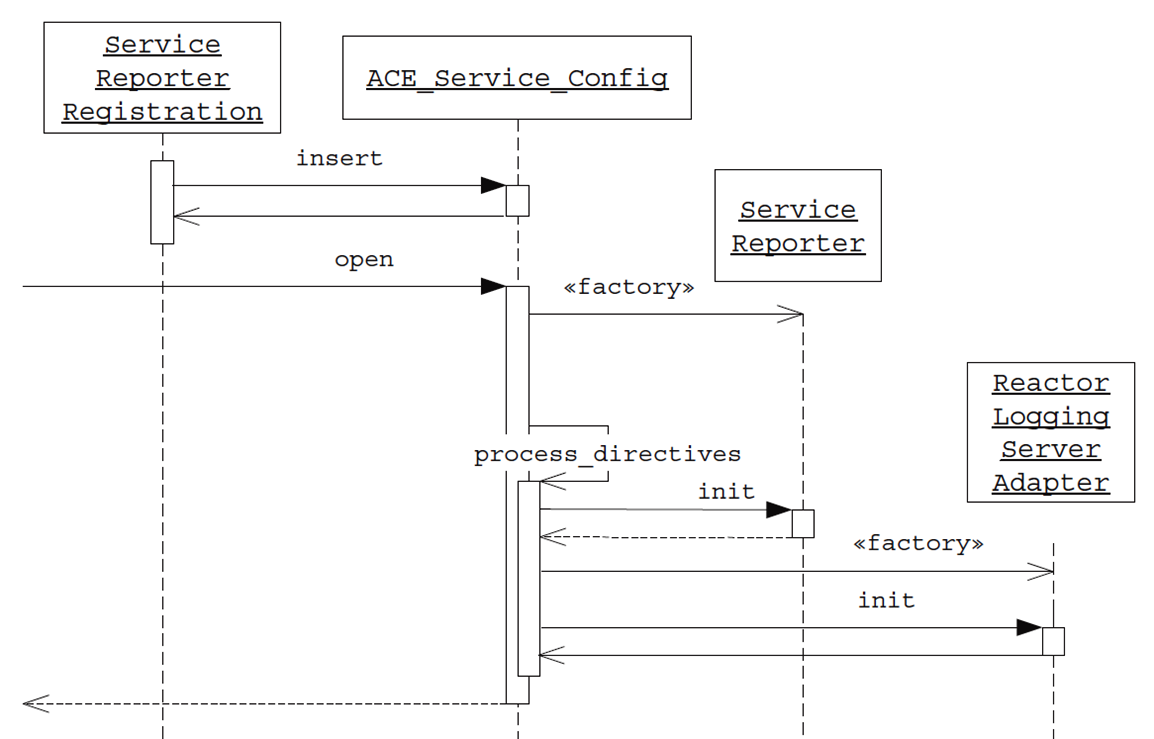 Service
Reporter
Registration
ACE_Service_Config
insert
Service
Reporter
open
«factory»
Reactor
Logging
Server
Adapter
process_directives
init
«factory»
init